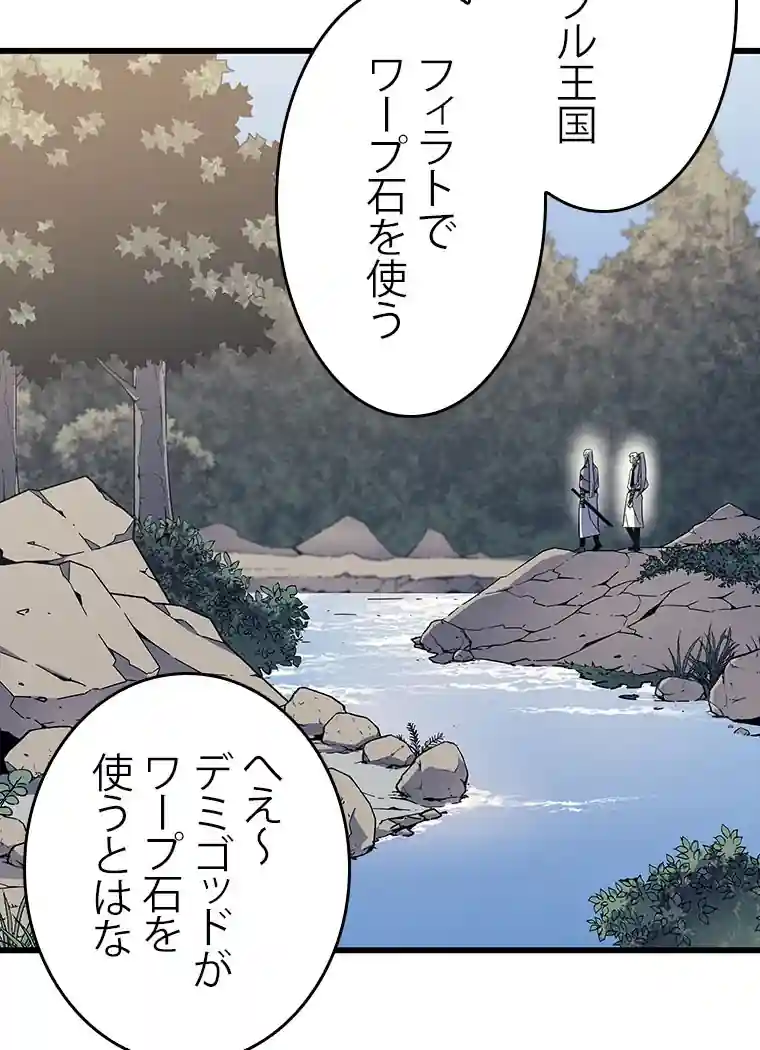 ル王国
フィラトで
ワープ石を使う
へえ～
デミゴッドが
ワープ石を
使うとはな